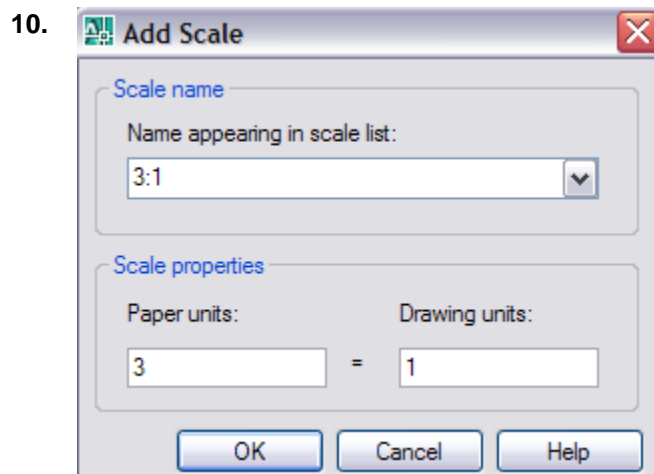 10.
Add Scale
Scale name
Name appearing in scale list:
3:1
Scale properties
Paper units: Drawing units:
3 = 1
OK Cancel Help